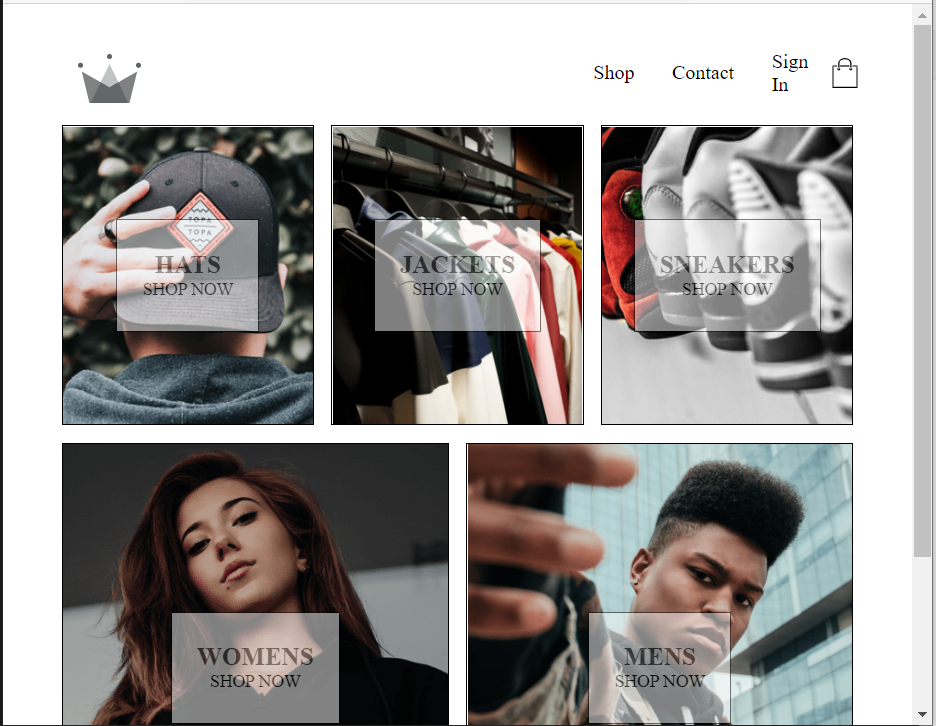 Shop
Contact
Sign
In
TOPA
TOPA
HATS
SHOP NOW
JACKETS
SHOP NOW
SNEAKERS
SHOP NOW
WOMENS
SHOP NOW
MENS
SHOP NOW